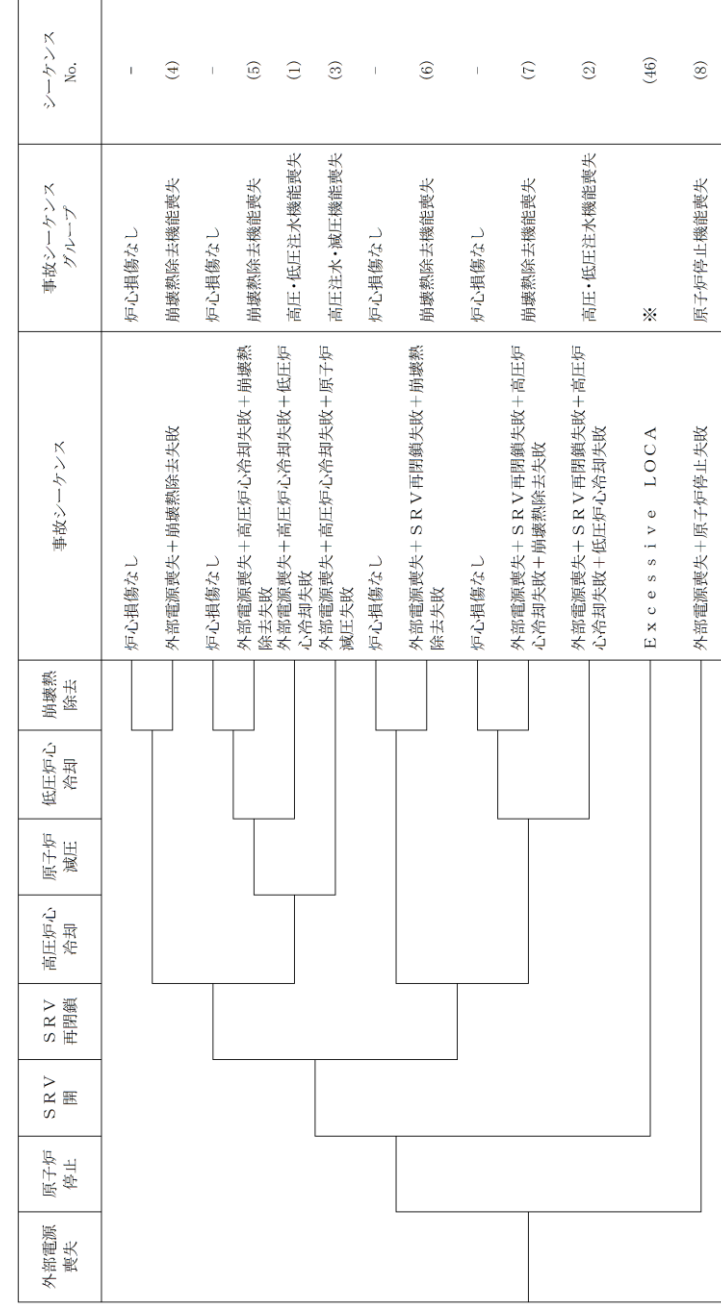 外部電源
喪失
原子炉
停止
ＳＲＶ
開
ＳＲＶ
再閉鎖
高圧炉心
冷却
原子炉
減圧
低圧炉心
冷却
崩壊熱
除去
事故シーケンス
事故シーケンス
グループ
シーケンス
No.
炉心損傷なし
炉心損傷なし
-
外部電源喪失＋崩壊熱除去失敗
崩壊熱除去機能喪失
(4)
炉心損傷なし
炉心損傷なし
-
外部電源喪失＋高圧炉心冷却失敗＋崩壊熱
除去失敗
崩壊熱除去機能喪失
(5)
外部電源喪失＋高圧炉心冷却失敗＋低圧炉
心冷却失敗
高圧・低圧注水機能喪失
(1)
外部電源喪失＋高圧炉心冷却失敗＋原子炉
減圧失敗
高圧注水・減圧機能喪失
(3)
炉心損傷なし
炉心損傷なし
-
外部電源喪失＋ＳＲＶ再閉鎖失敗＋崩壊熱
除去失敗
崩壊熱除去機能喪失
(6)
炉心損傷なし
炉心損傷なし
-
外部電源喪失＋ＳＲＶ再閉鎖失敗＋高圧炉
心冷却失敗＋崩壊熱除去失敗
崩壊熱除去機能喪失
(7)
外部電源喪失＋ＳＲＶ再閉鎖失敗＋高圧炉
心冷却失敗＋低圧炉心冷却失敗
高圧・低圧注水機能喪失
(2)
Ｅｘｃｅｓｓｉｖｅ ＬＯＣＡ
※
(46)
外部電源喪失＋原子炉停止失敗
原子炉停止機能喪失
(8)